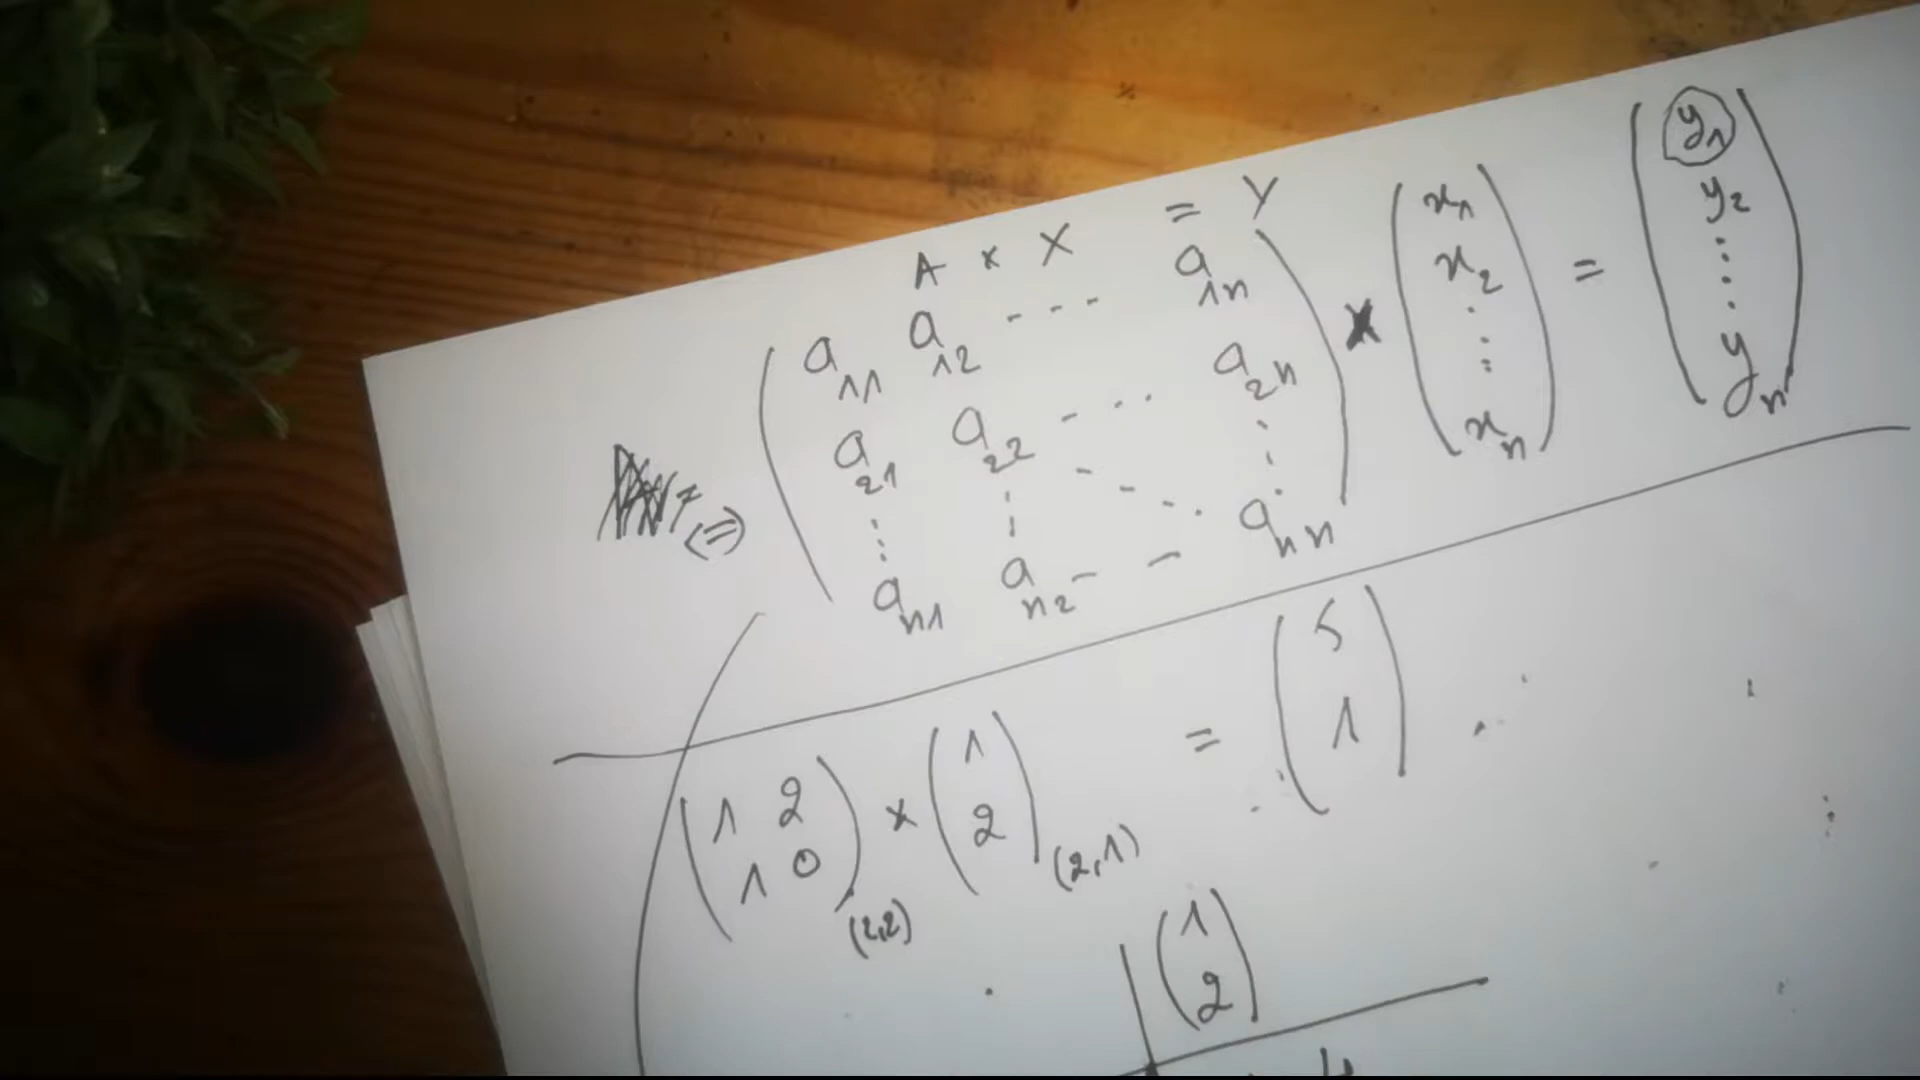 A × X = Y
(=) ( a₁₁ a₁₂ - - - a₁ₙ ) × ( x₁ ) = ( y₁ )
a₂₁ a₂₂ - - - a₂ₙ x₂ y₂
⋮ ⋮ ⋱ ⋮ ⋮ ⋮
aₙ₁ aₙ₂ - - aₙₙ xₙ yₙ
( 1 2 ) × ( 1 ) = ( 5 )
1 0 2 1
(2,2) (2,1)
( 1 )
2